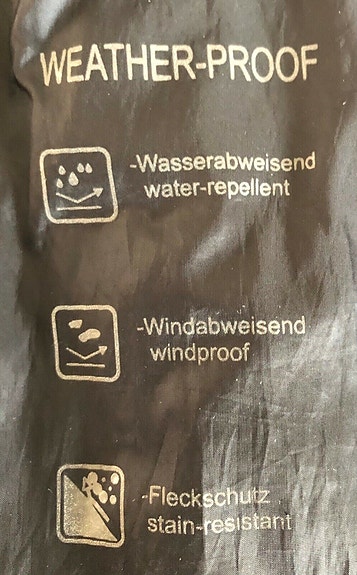 WEATHER-PROOF
-Wasserabweisend
water-repellent
-Windabweisend
windproof
-Fleckschutz
stain-resistant